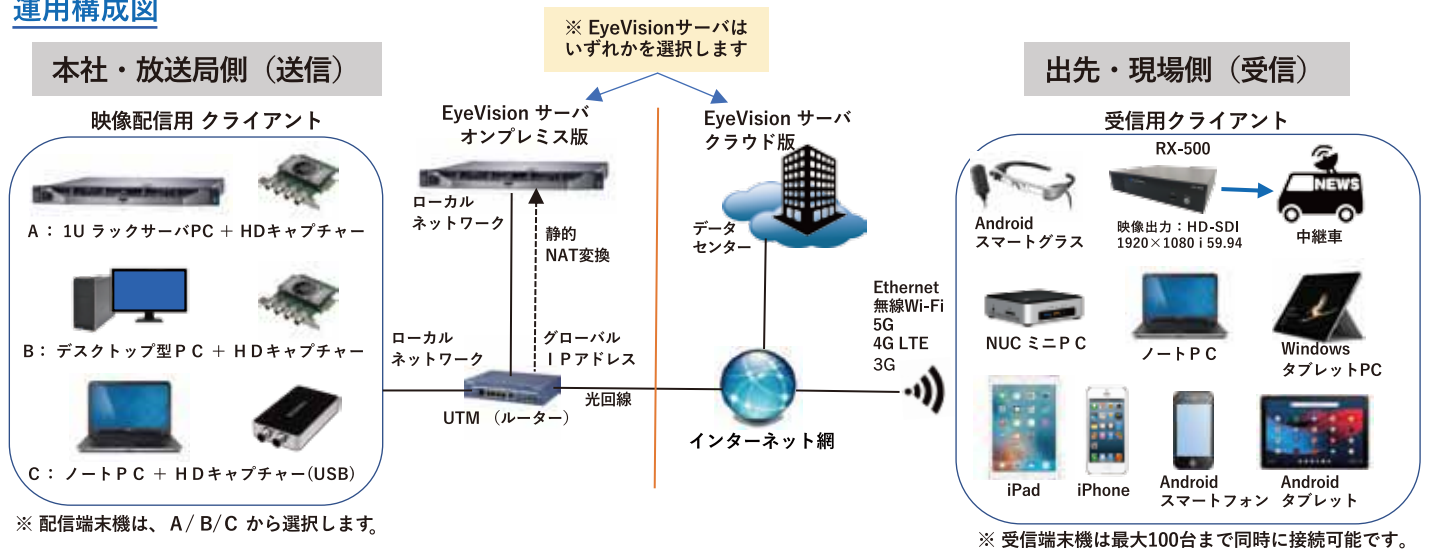 運用構成図
※ EyeVisionサーバは
いずれかを選択します
本社・放送局側（送信）
出先・現場側（受信）
映像配信用 クライアント
A： 1U ラックサーバPC ＋ HDキャプチャー
B： デスクトップ型ＰＣ ＋ ＨＤキャプチャー
C： ノートＰＣ ＋ ＨＤキャプチャー(USB)
※ 配信端末機は、A/ B/C から選択します。
EyeVision サーバ
オンプレミス版
ローカル
ネットワーク
静的
NAT変換
ローカル
ネットワーク
グローバル
ＩＰアドレス
UTM （ルーター）
光回線
EyeVision サーバ
クラウド版
データ
センター
インターネット網
Ethernet
無線Wi-Fi
5G
4G LTE
3G
受信用クライアント
RX-500
NEWS
Android
スマートグラス
映像出力：HD-SDI
1920×1080 i 59.94
中継車
NUC ミニＰＣ
ノートＰＣ
Windows
タブレットPC
iPad
iPhone
Android
スマートフォン
Android
タブレット
※ 受信端末機は最大100台まで同時に接続可能です。